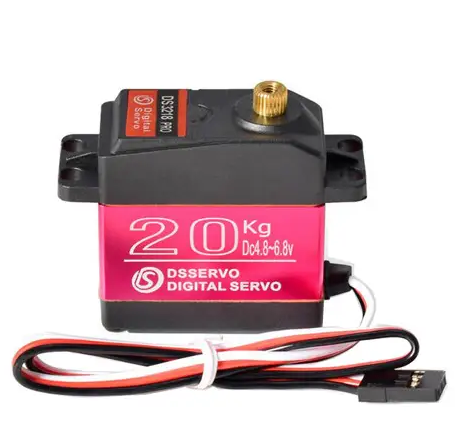 DS3218 PRO
Digital
Servo
20Kg
Dc4.8~6.8v
DSSERVO
DIGITAL SERVO